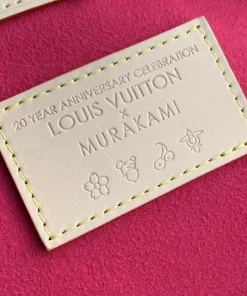 20 YEAR ANNIVERSARY CELEBRATION
LOUIS VUITTON
×
MURAKAMI